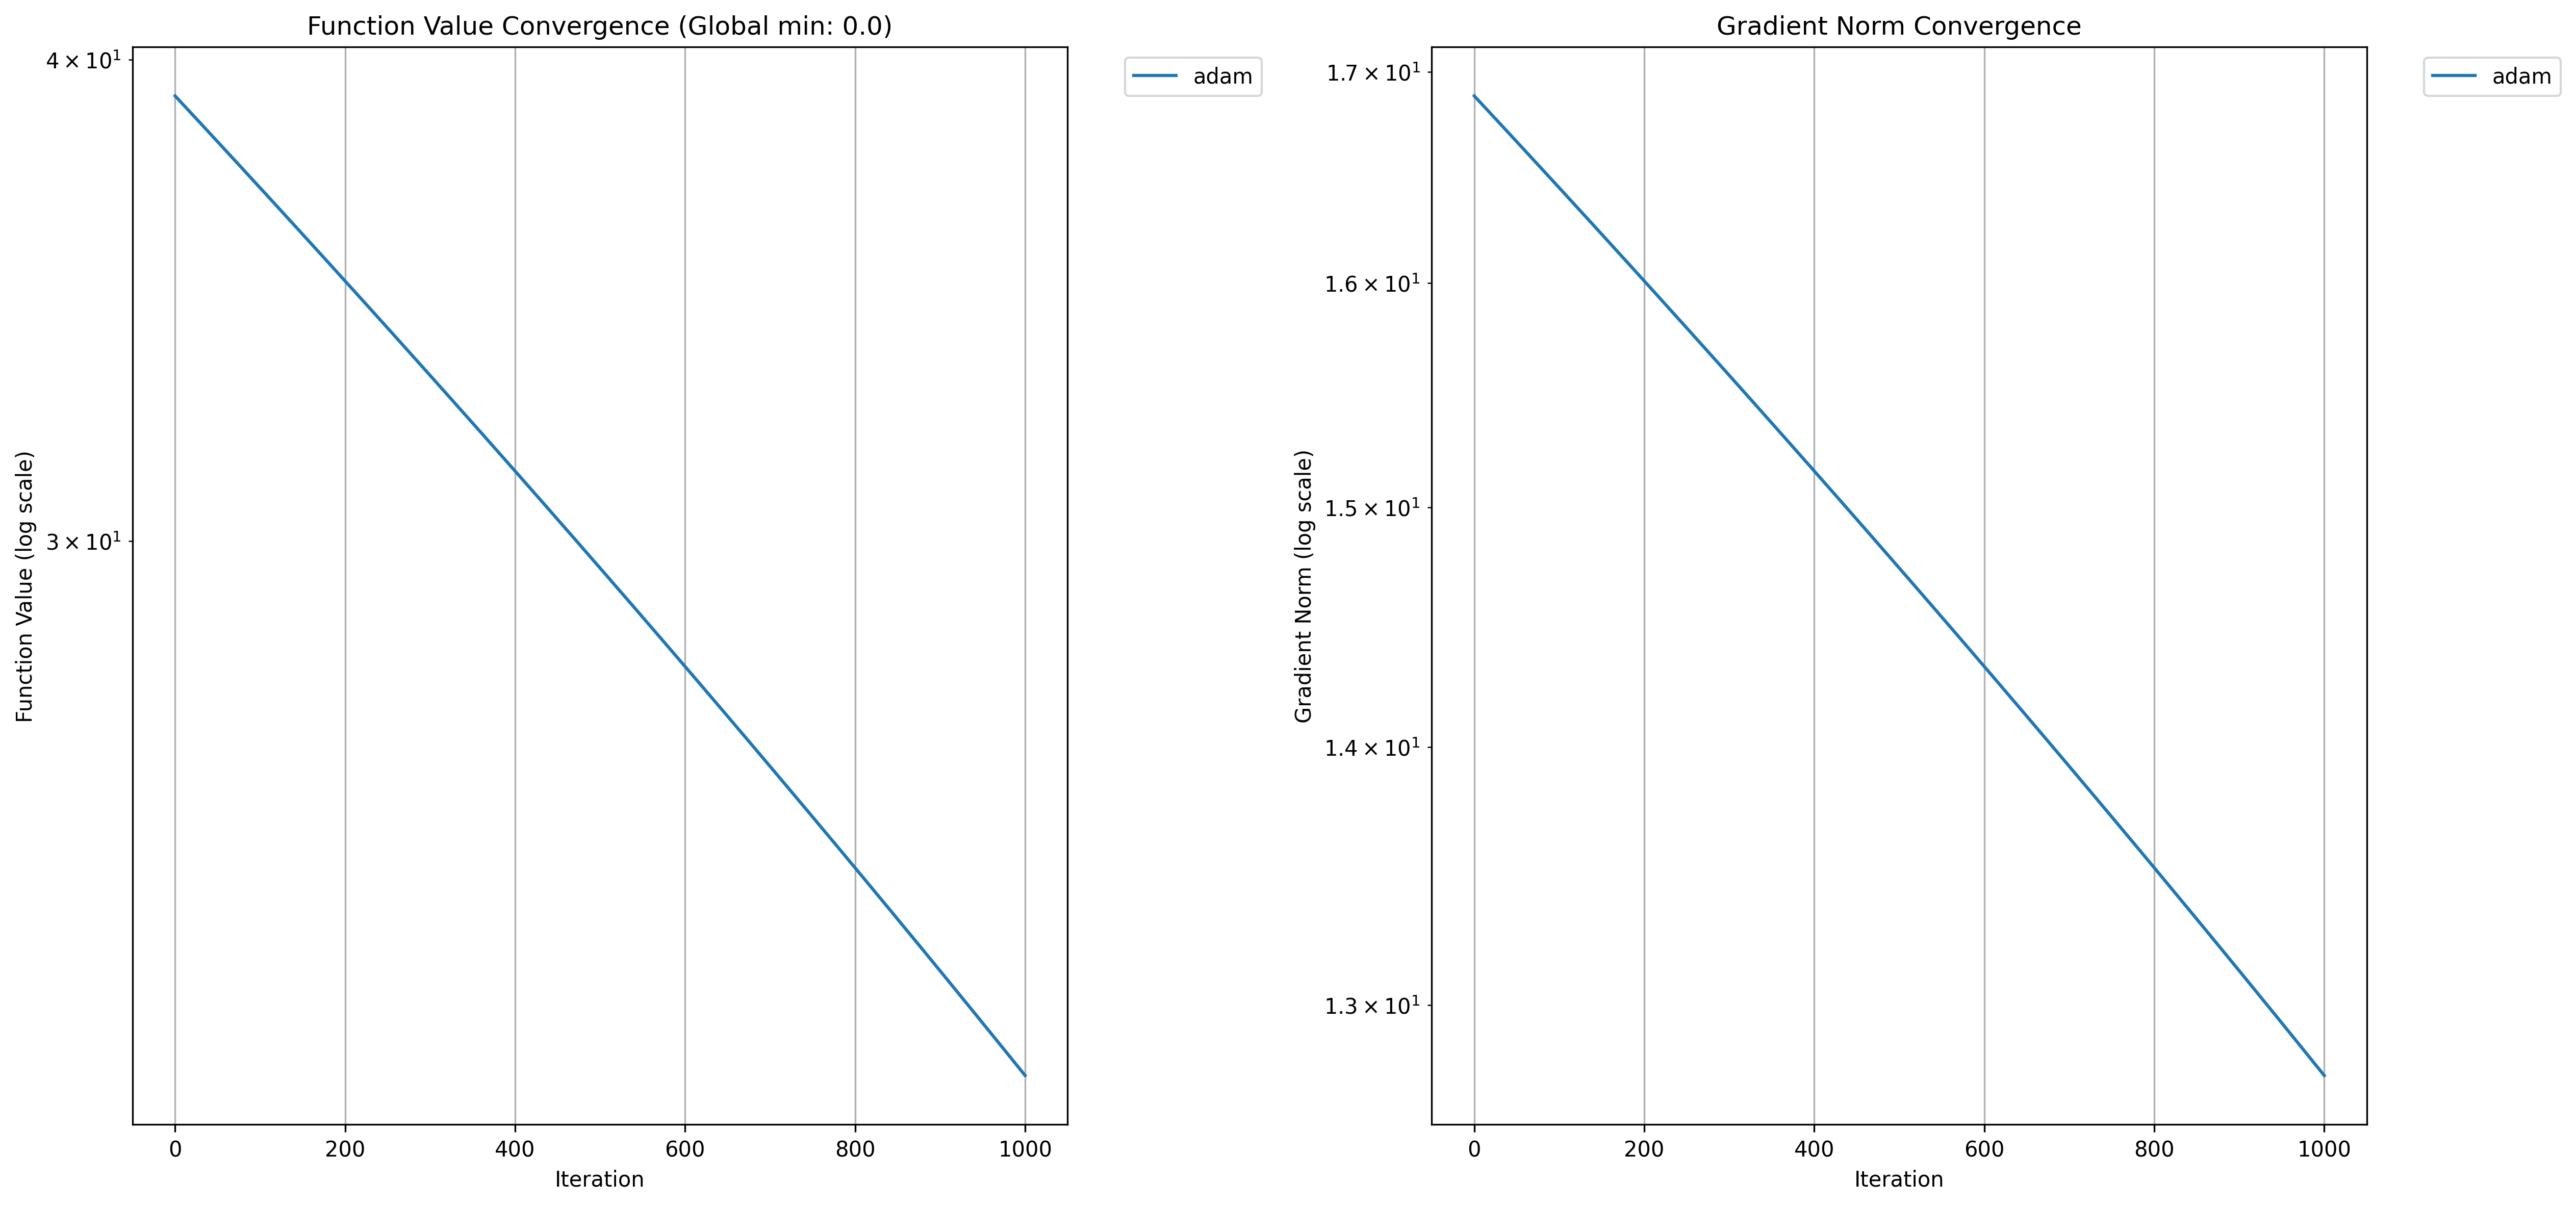 Function Value Convergence (Global min: 0.0)
4 × 10¹
3 × 10¹
Function Value (log scale)
0 200 400 600 800 1000
Iteration
adam
Gradient Norm Convergence
1.7 × 10¹
1.6 × 10¹
1.5 × 10¹
1.4 × 10¹
1.3 × 10¹
Gradient Norm (log scale)
0 200 400 600 800 1000
Iteration
adam